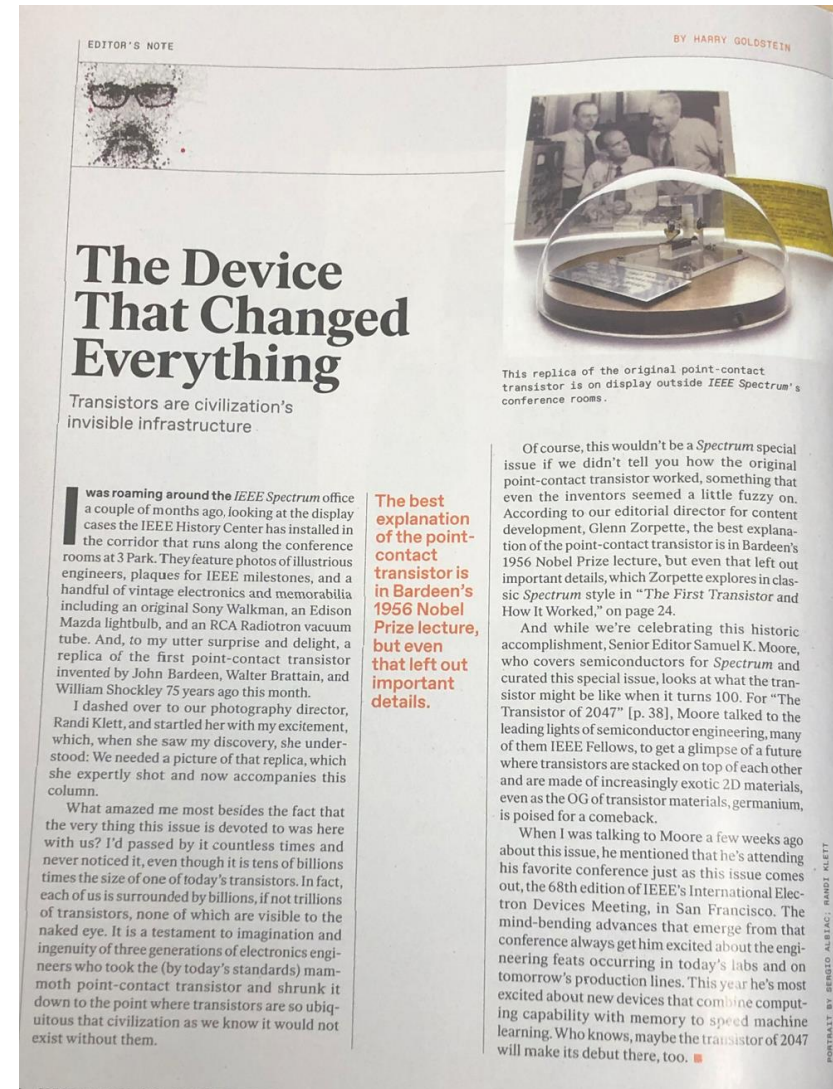 EDITOR'S NOTE
BY HARRY GOLDSTEIN
The Device
That Changed
Everything
Transistors are civilization's
invisible infrastructure
This replica of the original point-contact
transistor is on display outside IEEE Spectrum's
conference rooms.
I was roaming around the IEEE Spectrum office
a couple of months ago, looking at the display
cases the IEEE History Center has installed in
the corridor that runs along the conference
rooms at 3 Park. They feature photos of illustrious
engineers, plaques for IEEE milestones, and a
handful of vintage electronics and memorabilia
including an original Sony Walkman, an Edison
Mazda lightbulb, and an RCA Radiotron vacuum
tube. And, to my utter surprise and delight, a
replica of the first point-contact transistor
invented by John Bardeen, Walter Brattain, and
William Shockley 75 years ago this month.
I dashed over to our photography director,
Randi Klett, and startled her with my excitement,
which, when she saw my discovery, she under-
stood: We needed a picture of that replica, which
she expertly shot and now accompanies this
column.
What amazed me most besides the fact that
the very thing this issue is devoted to was here
with us? I'd passed by it countless times and
never noticed it, even though it is tens of billions
times the size of one of today's transistors. In fact,
each of us is surrounded by billions, if not trillions
of transistors, none of which are visible to the
naked eye. It is a testament to imagination and
ingenuity of three generations of electronics engi-
neers who took the (by today's standards) mam-
moth point-contact transistor and shrunk it
down to the point where transistors are so ubiq-
uitous that civilization as we know it would not
exist without them.
The best
explanation
of the point-
contact
transistor is
in Bardeen's
1956 Nobel
Prize lecture,
but even
that left out
important
details.
Of course, this wouldn't be a Spectrum special
issue if we didn't tell you how the original
point-contact transistor worked, something that
even the inventors seemed a little fuzzy on.
According to our editorial director for content
development, Glenn Zorpette, the best explana-
tion of the point-contact transistor is in Bardeen's
1956 Nobel Prize lecture, but even that left out
important details, which Zorpette explores in clas-
sic Spectrum style in "The First Transistor and
How It Worked," on page 24.
And while we're celebrating this historic
accomplishment, Senior Editor Samuel K. Moore,
who covers semiconductors for Spectrum and
curated this special issue, looks at what the tran-
sistor might be like when it turns 100. For "The
Transistor of 2047" [p. 38], Moore talked to the
leading lights of semiconductor engineering, many
of them IEEE Fellows, to get a glimpse of a future
where transistors are stacked on top of each other
and are made of increasingly exotic 2D materials,
even as the OG of transistor materials, germanium,
is poised for a comeback.
When I was talking to Moore a few weeks ago
about this issue, he mentioned that he's attending
his favorite conference just as this issue comes
out, the 68th edition of IEEE's International Elec-
tron Devices Meeting, in San Francisco. The
mind-bending advances that emerge from that
conference always get him excited about the engi-
neering feats occurring in today's labs and on
tomorrow's production lines. This year he's most
excited about new devices that combine comput-
ing capability with memory to speed machine
learning. Who knows, maybe the transistor of 2047
will make its debut there, too.
PORTRAIT BY SERGIO ALBIAC; RANDI KLETT